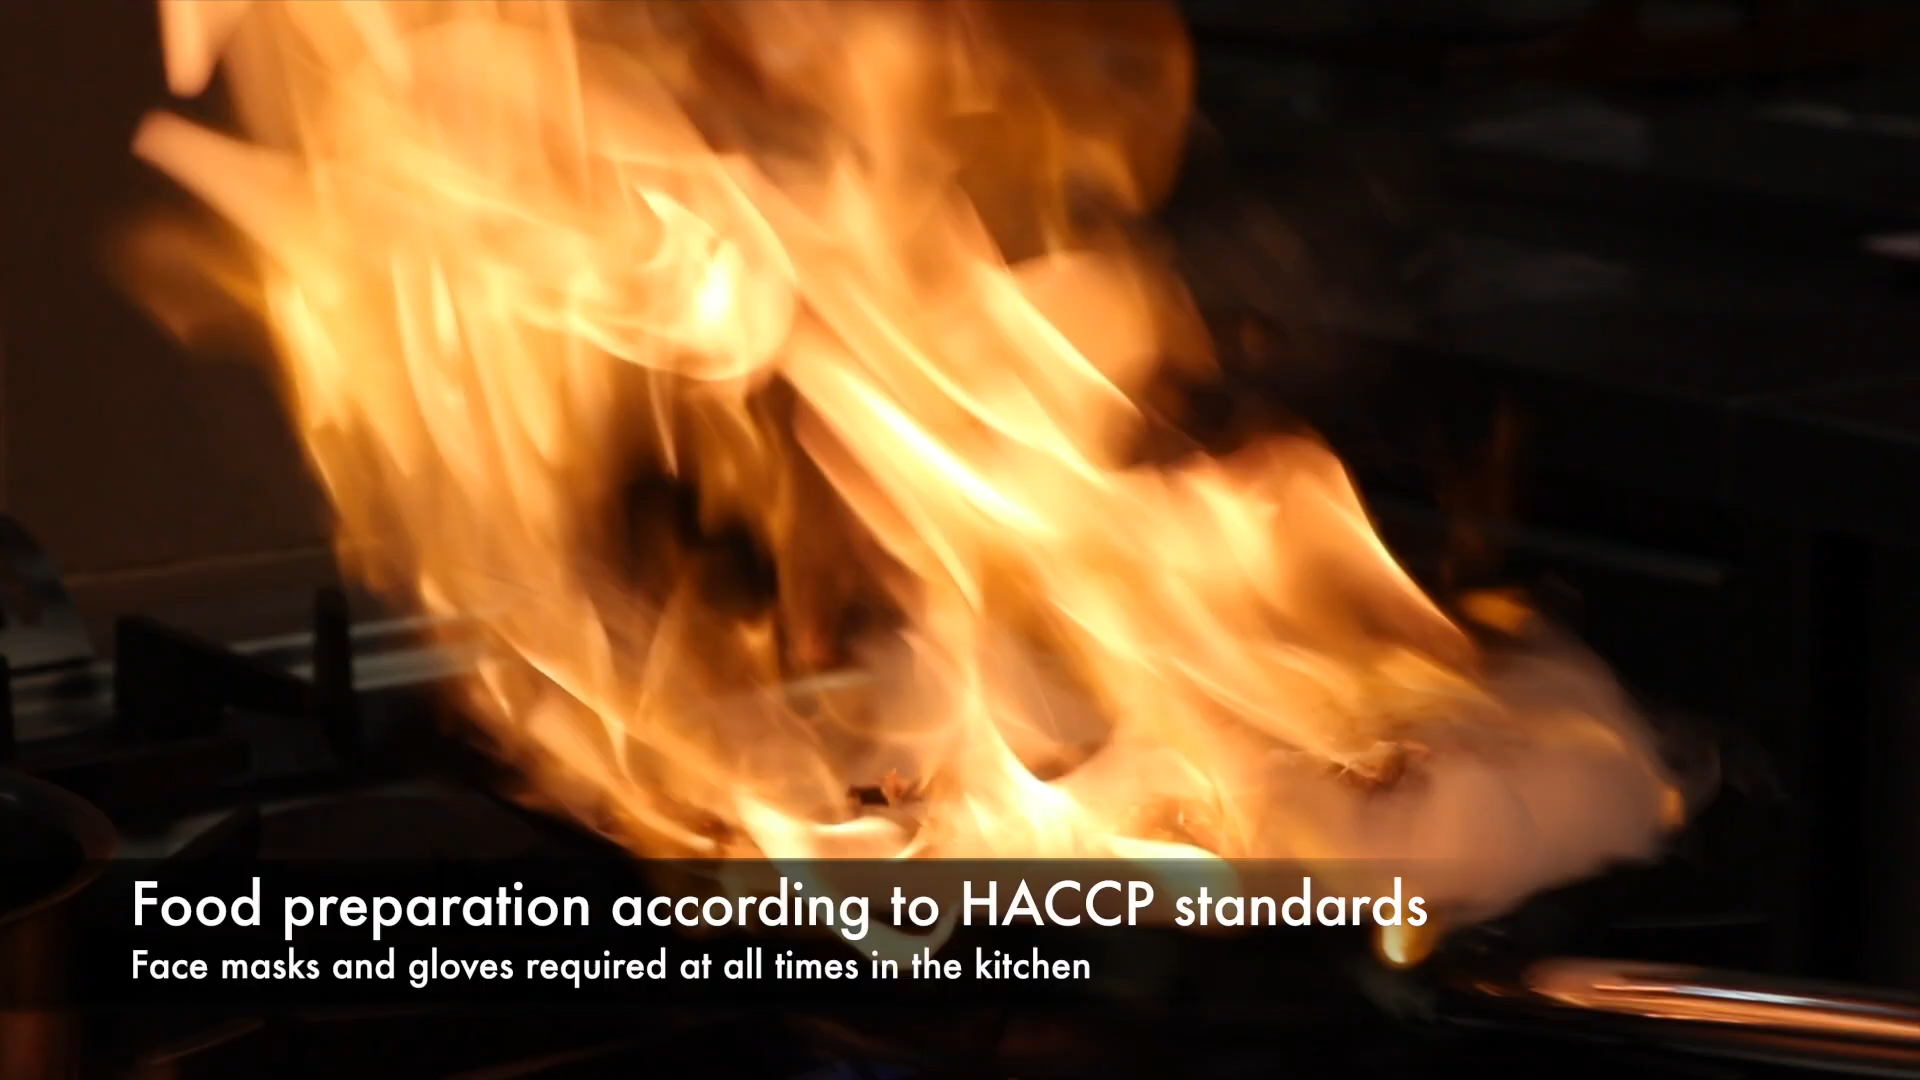 Food preparation according to HACCP standards
Face masks and gloves required at all times in the kitchen